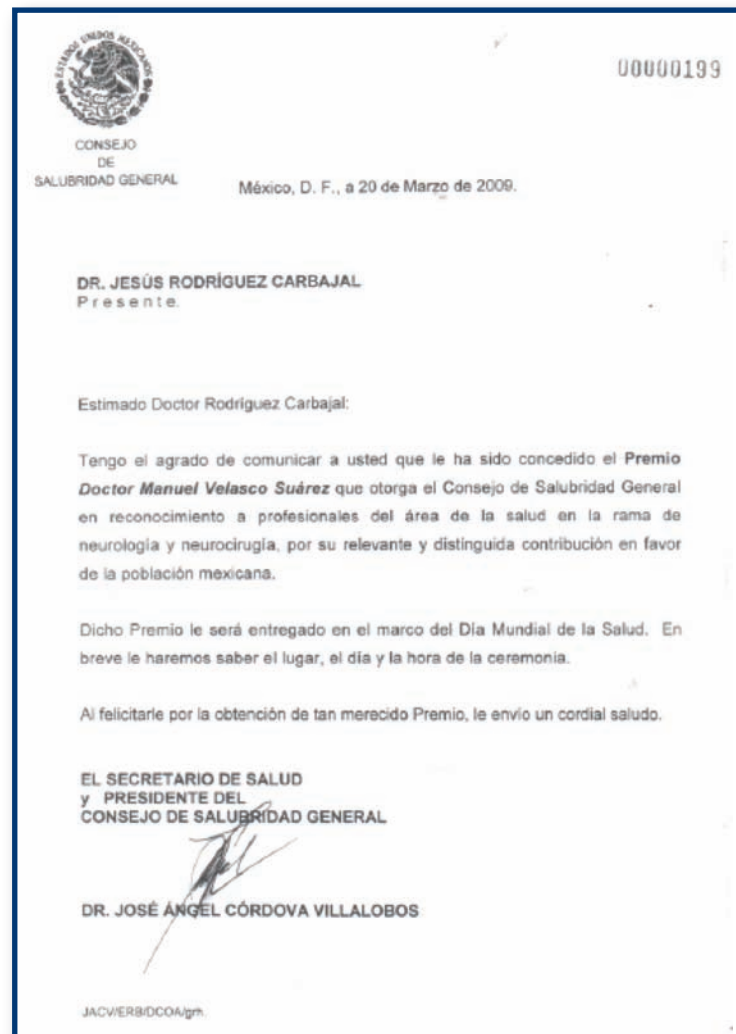 ESTADOS UNIDOS MEXICANOS
00000199
CONSEJO
DE
SALUBRIDAD GENERAL
México, D. F., a 20 de Marzo de 2009.
DR. JESÚS RODRÍGUEZ CARBAJAL
P r e s e n t e.
Estimado Doctor Rodríguez Carbajal:
Tengo el agrado de comunicar a usted que le ha sido concedido el Premio
Doctor Manuel Velasco Suárez que otorga el Consejo de Salubridad General
en reconocimiento a profesionales del área de la salud en la rama de
neurología y neurocirugía, por su relevante y distinguida contribución en favor
de la población mexicana.
Dicho Premio le será entregado en el marco del Día Mundial de la Salud. En
breve le haremos saber el lugar, el día y la hora de la ceremonia.
Al felicitarle por la obtención de tan merecido Premio, le envío un cordial saludo.
EL SECRETARIO DE SALUD
y PRESIDENTE DEL
CONSEJO DE SALUBRIDAD GENERAL
DR. JOSÉ ÁNGEL CÓRDOVA VILLALOBOS
JACV/ERB/DCOA/grh.